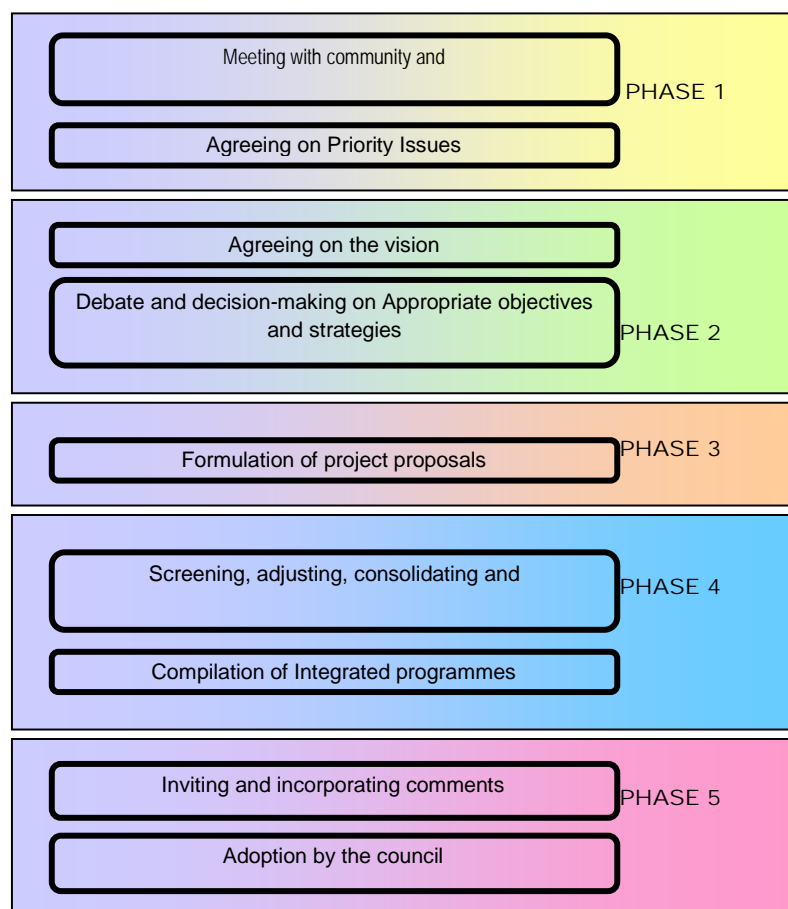 Meeting with community and
PHASE 1
Agreeing on Priority Issues
Agreeing on the vision
Debate and decision-making on Appropriate objectives
and strategies
PHASE 2
Formulation of project proposals
PHASE 3
Screening, adjusting, consolidating and
PHASE 4
Compilation of Integrated programmes
Inviting and incorporating comments
PHASE 5
Adoption by the council